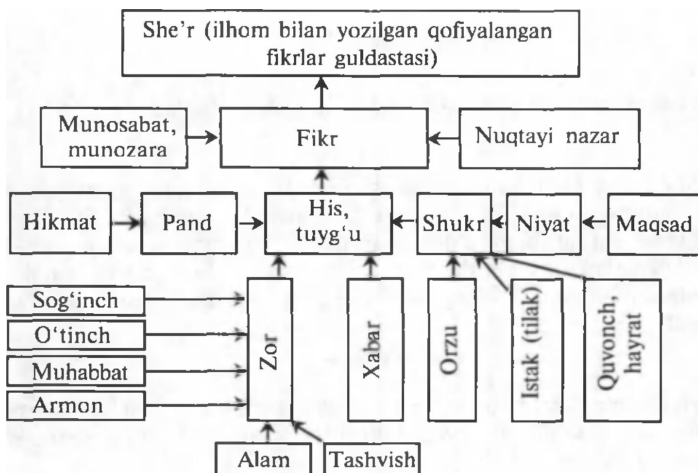 She'r (ilhom bilan yozilgan qofiyalangan
fikrlar guldastasi)
Munosabat,
munozara
Fikr
Nuqtayi nazar
Hikmat
Pand
His,
tuyg‘u
Shukr
Niyat
Maqsad
Sog‘inch
O‘tinch
Muhabbat
Armon
Zor
Xabar
Orzu
Istak (tilak)
Quvonch,
hayrat
Alam
Tashvish